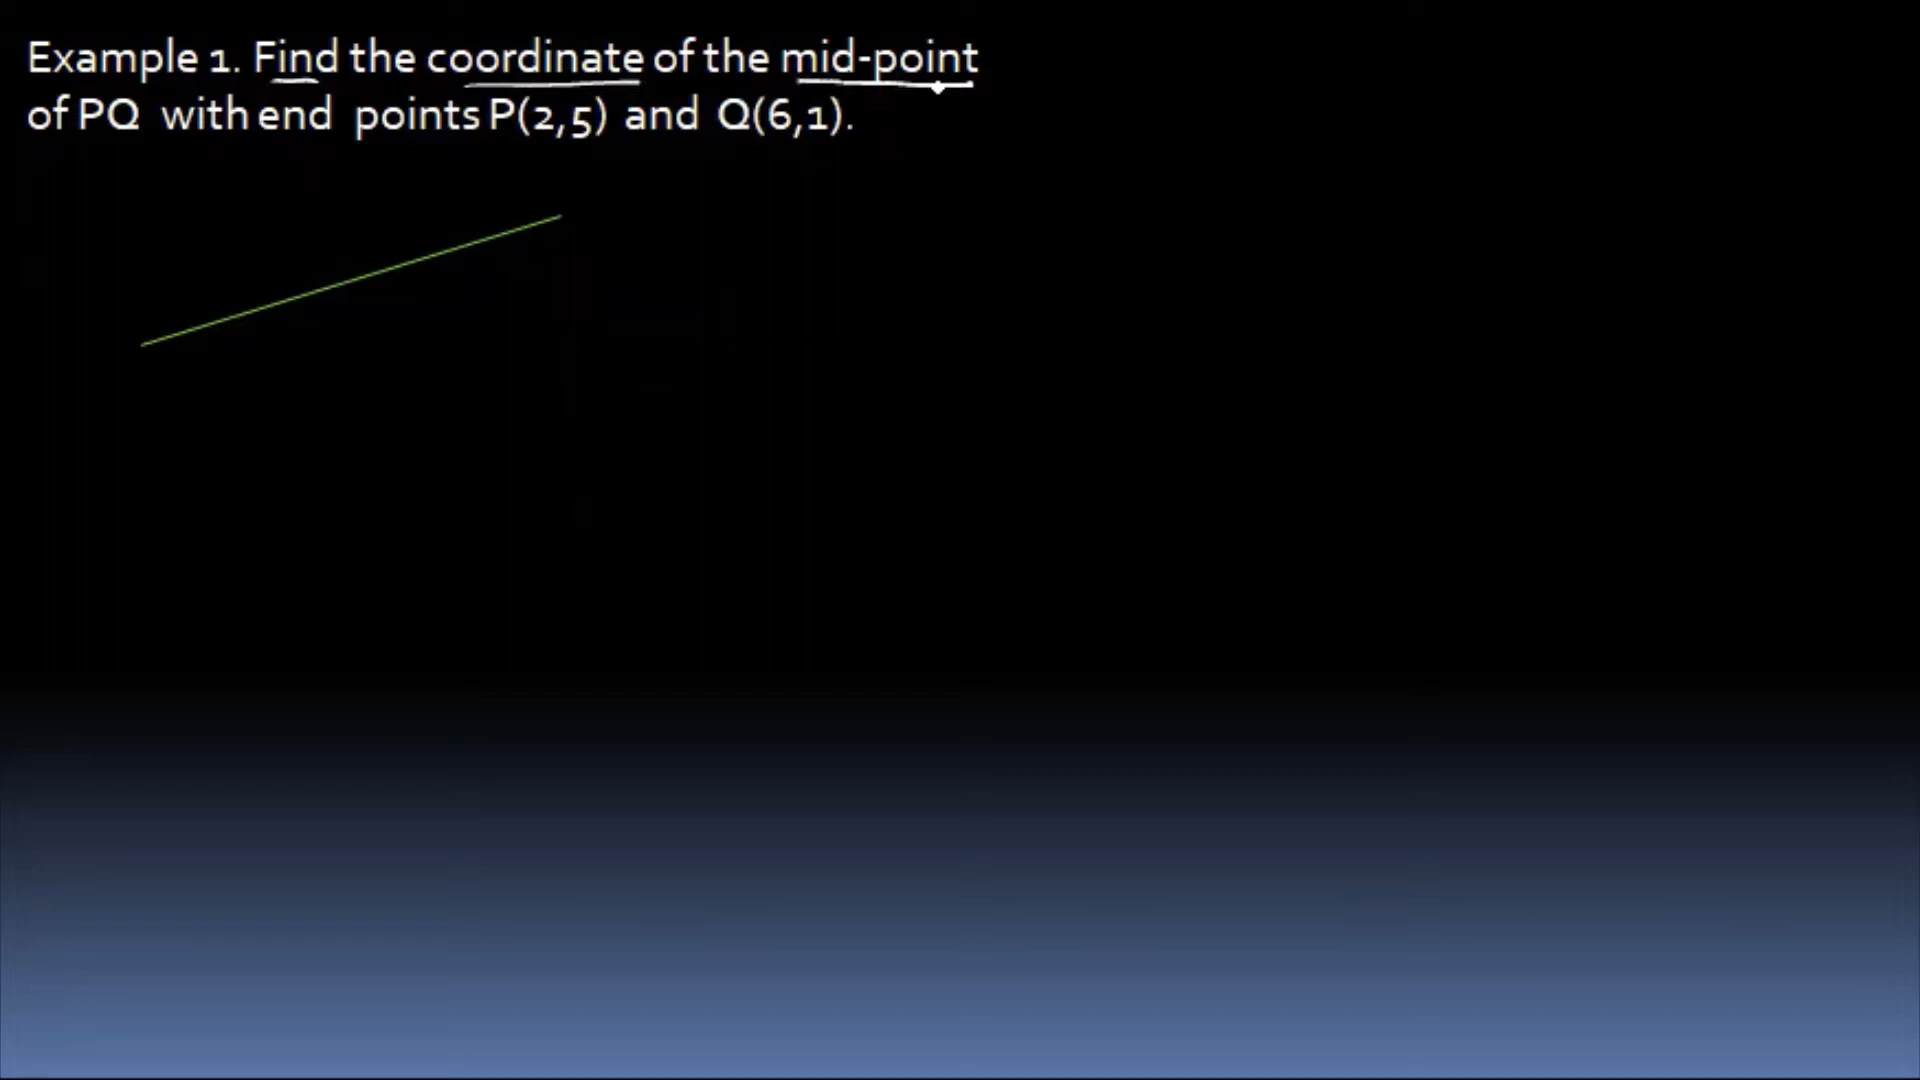 Example 1. Find the coordinate of the mid-point
of PQ with end points P(2,5) and Q(6,1).